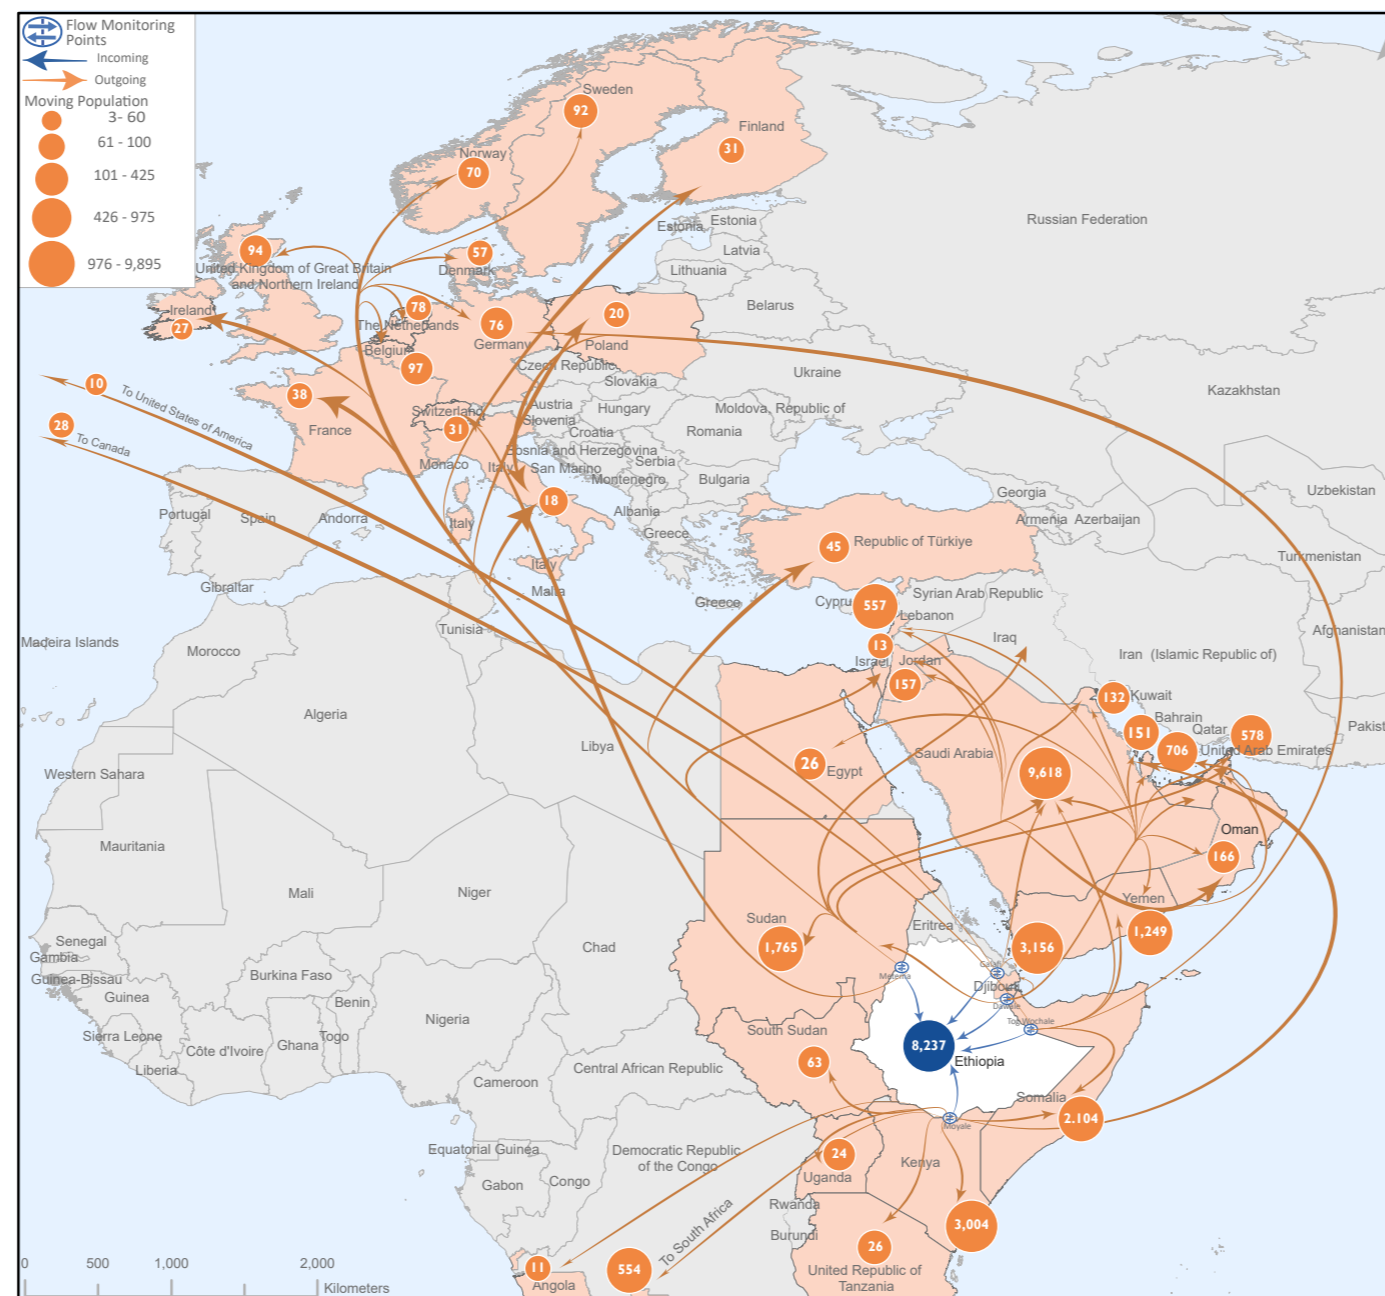 Flow Monitoring
Points
Incoming
Outgoing
Moving Population
3- 60
61 - 100
101 - 425
426 - 975
976 - 9,895
Sweden
92
Finland
31
Norway
70
Russian Federation
Estonia
Estonia
Latvia
Lithuania
Belarus
94
United Kingdom of Great Britain
and Northern Ireland
57
Denmark
Ireland
27
78
The Netherlands
Belgium
76
Germany
20
Poland
97
Czech Republic
Slovakia
Ukraine
Kazakhstan
10
To United States of America
28
To Canada
38
France
Switzerland
31
Austria
Slovenia
Hungary
Croatia
Moldova, Republic of
Romania
Bosnia and Herzegovina
Monaco
Italy
San Marino
Serbia
Montenegro
Bulgaria
Georgia
Uzbekistan
18
Portugal
Spain
Andorra
Italy
Albania
Greece
Armenia
Azerbaijan
45
Republic of Türkiye
Turkmenistan
Italy
Gibraltar
Malta
Greece
Cypru
557
Syrian Arab Republic
Lebanon
Tunisia
Madeira Islands
Morocco
13
Israel
Jordan
157
Iraq
Iran (Islamic Republic of)
Afghanistan
Algeria
Libya
132
Kuwait
Bahrain
151
Qatar
706
578
United Arab Emirates
Pakist
26
Egypt
Saudi Arabia
9,618
Western Sahara
Mauritania
Mali
Niger
Oman
166
Yemen
1,249
Sudan
1,765
Eritrea
3,156
Senegal
Gambia
Guinea-Bissau
Guinea
Burkina Faso
Benin
Chad
Metema
Djibouti
Dawale
Tog Wochale
Sierra Leone
Côte d'Ivoire
Ghana
Togo
Nigeria
Liberia
South Sudan
63
8,237
Ethiopia
Cameroon
Central African Republic
Somalia
2.104
Moyale
Equatorial Guinea
Gabon
Congo
Democratic Republic
of the Congo
24
Uganda
Kenya
Rwanda
Burundi
3,004
To South Africa
26
United Republic of
Tanzania
11
Angola
554
0
500
1,000
2,000
Kilometers